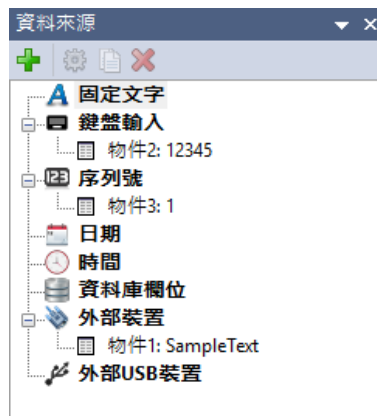 資料來源
固定文字
鍵盤輸入
物件2: 12345
序列號
物件3: 1
日期
時間
資料庫欄位
外部裝置
物件1: SampleText
外部USB裝置